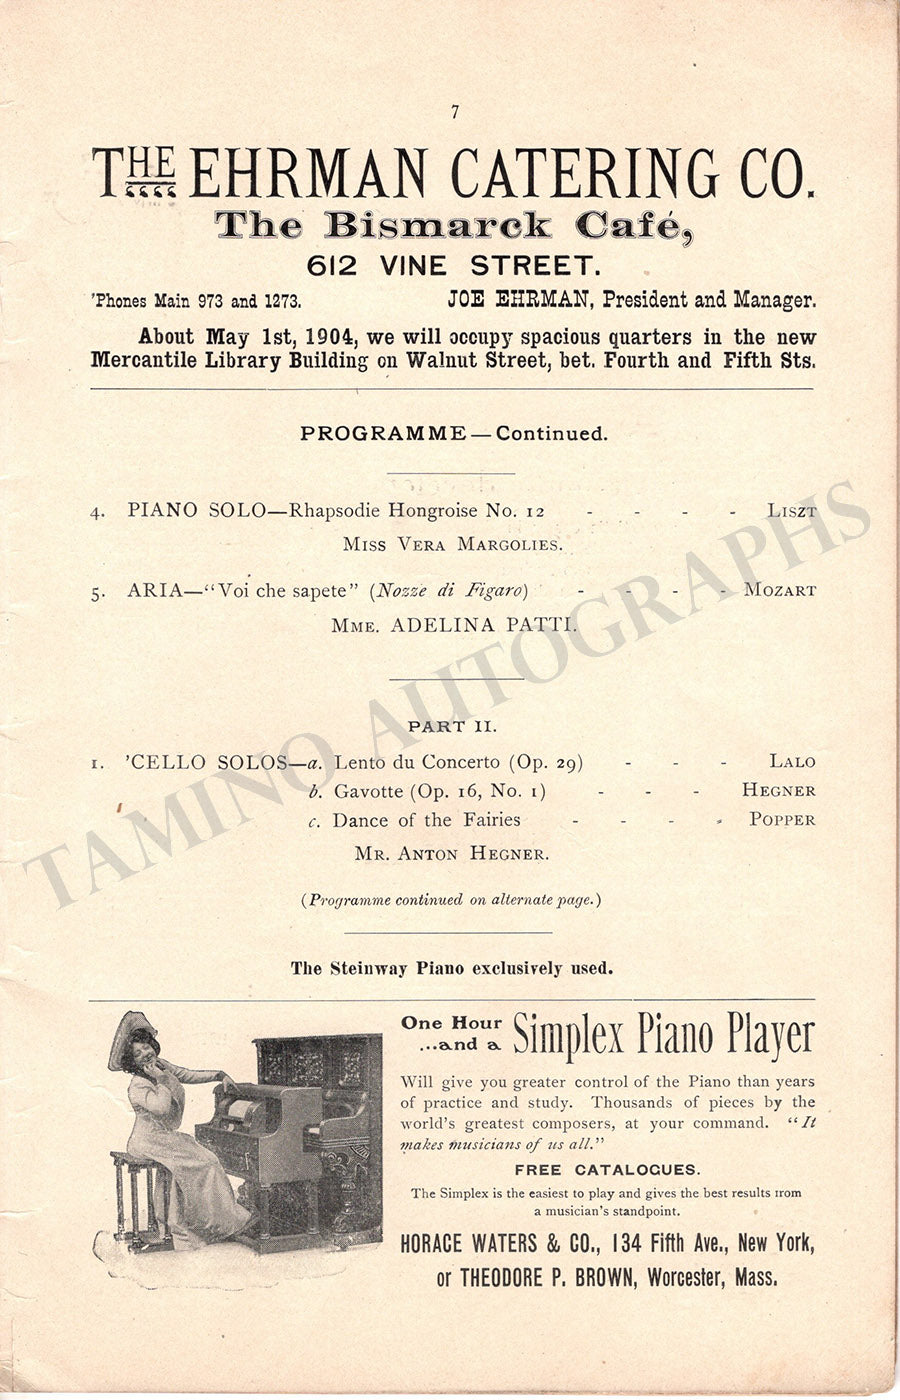 7
THE EHRMAN CATERING CO.
The Bismarck Café,
612 VINE STREET.
'Phones Main 973 and 1273. JOE EHRMAN, President and Manager.
About May 1st, 1904, we will occupy spacious quarters in the new
Mercantile Library Building on Walnut Street, bet. Fourth and Fifth Sts.
PROGRAMME—Continued.
4. PIANO SOLO—Rhapsodie Hongroise No. 12 - - - - LISZT
MISS VERA MARGOLIES.
5. ARIA—"Voi che sapete" (Nozze di Figaro) - - - - MOZART
MME. ADELINA PATTI.
PART II.
1. 'CELLO SOLOS—a. Lento du Concerto (Op. 29) - - - LALO
b. Gavotte (Op. 16, No. 1) - - - HEGNER
c. Dance of the Fairies - - - - POPPER
MR. ANTON HEGNER.
(Programme continued on alternate page.)
The Steinway Piano exclusively used.
One Hour
...and a Simplex Piano Player
Will give you greater control of the Piano than years
of practice and study. Thousands of pieces by the
world's greatest composers, at your command. "It
makes musicians of us all."
FREE CATALOGUES.
The Simplex is the easiest to play and gives the best results from
a musician's standpoint.
HORACE WATERS & CO., 134 Fifth Ave., New York,
or THEODORE P. BROWN, Worcester, Mass.
TAMINO AUTOGRAPHS